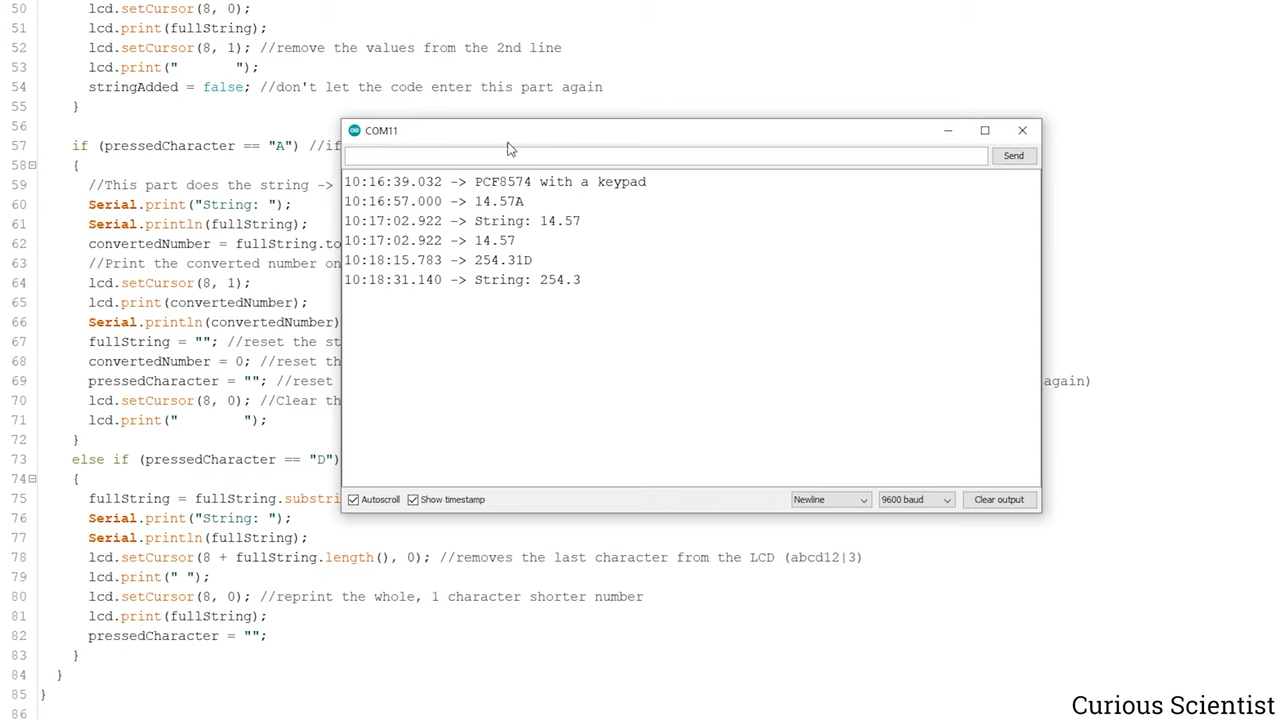 50 lcd.setCursor(8, 0);
51 lcd.print(fullString);
52 lcd.setCursor(8, 1); //remove the values from the 2nd line
53 lcd.print("       ");
54 stringAdded = false; //don't let the code enter this part again
55 }
56
57 if (pressedCharacter == "A") //if
58 {
59 //This part does the string ->
60 Serial.print("String: ");
61 Serial.println(fullString);
62 convertedNumber = fullString.to
63 //Print the converted number on
64 lcd.setCursor(8, 1);
65 lcd.print(convertedNumber);
66 Serial.println(convertedNumber)
67 fullString = ""; //reset the st
68 convertedNumber = 0; //reset th
69 pressedCharacter = ""; //reset again)
70 lcd.setCursor(8, 0); //Clear th
71 lcd.print("        ");
72 }
73 else if (pressedCharacter == "D")
74 {
75 fullString = fullString.substri
76 Serial.print("String: ");
77 Serial.println(fullString);
78 lcd.setCursor(8 + fullString.length(), 0); //removes the last character from the LCD (abcd12|3)
79 lcd.print(" ");
80 lcd.setCursor(8, 0); //reprint the whole, 1 character shorter number
81 lcd.print(fullString);
82 pressedCharacter = "";
83 }
84 }
85 }
86
COM11
Send
10:16:39.032 -> PCF8574 with a keypad
10:16:57.000 -> 14.57A
10:17:02.922 -> String: 14.57
10:17:02.922 -> 14.57
10:18:15.783 -> 254.31D
10:18:31.140 -> String: 254.3
Autoscroll Show timestamp Newline 9600 baud Clear output
Curious Scientist